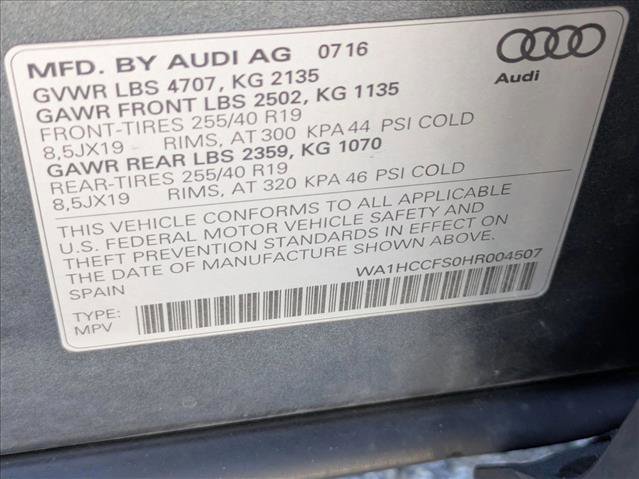 MFD. BY AUDI AG 0716
GVWR LBS 4707, KG 2135
GAWR FRONT LBS 2502, KG 1135
FRONT-TIRES 255/40 R19
8,5JX19 RIMS, AT 300 KPA 44 PSI COLD
GAWR REAR LBS 2359, KG 1070
REAR-TIRES 255/40 R19
8,5JX19 RIMS, AT 320 KPA 46 PSI COLD
THIS VEHICLE CONFORMS TO ALL APPLICABLE
U.S. FEDERAL MOTOR VEHICLE SAFETY AND
THEFT PREVENTION STANDARDS IN EFFECT ON
THE DATE OF MANUFACTURE SHOWN ABOVE.
SPAIN WA1HCCFS0HR004507
TYPE:
MPV
Audi